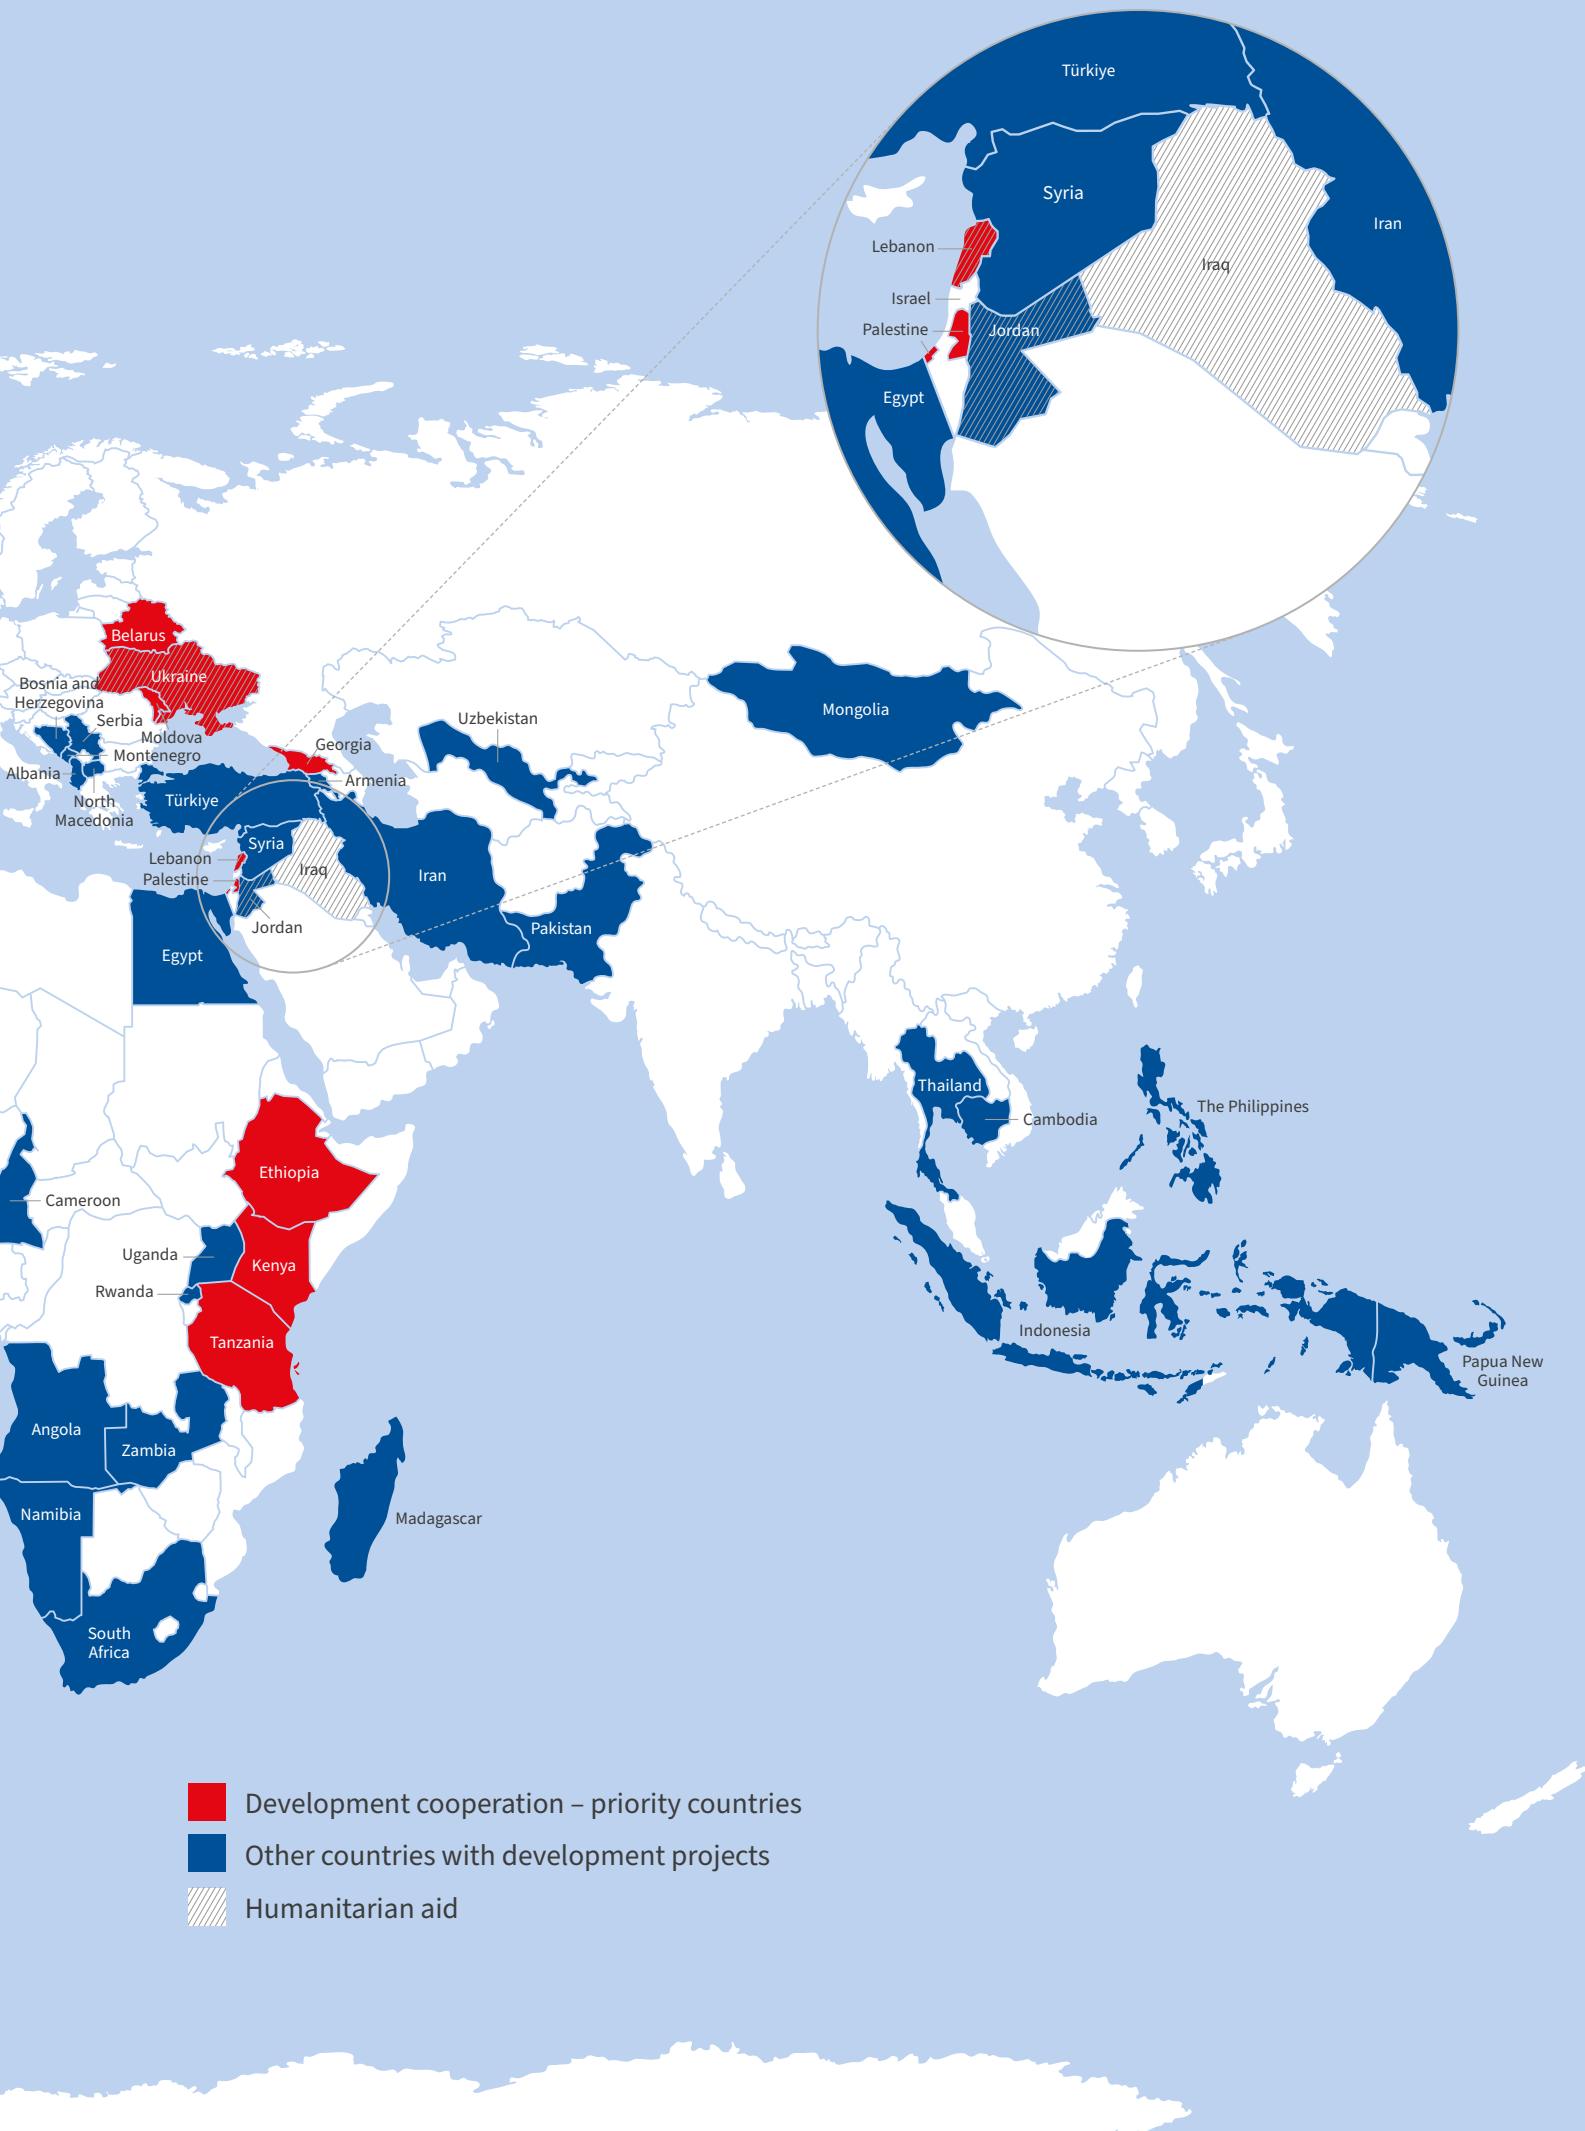 Türkiye
Syria
Lebanon
Iran
Iraq
Israel
Palestine
Jordan
Egypt
Belarus
Ukraine
Bosnia and
Herzegovina
Serbia
Moldova
Montenegro
Albania
North
Macedonia
Georgia
Armenia
Uzbekistan
Mongolia
Türkiye
Syria
Lebanon
Palestine
Iraq
Iran
Jordan
Egypt
Pakistan
Thailand
Cambodia
The Philippines
Ethiopia
Cameroon
Uganda
Kenya
Rwanda
Tanzania
Indonesia
Papua New
Guinea
Angola
Zambia
Namibia
Madagascar
South
Africa
Development cooperation – priority countries
Other countries with development projects
Humanitarian aid